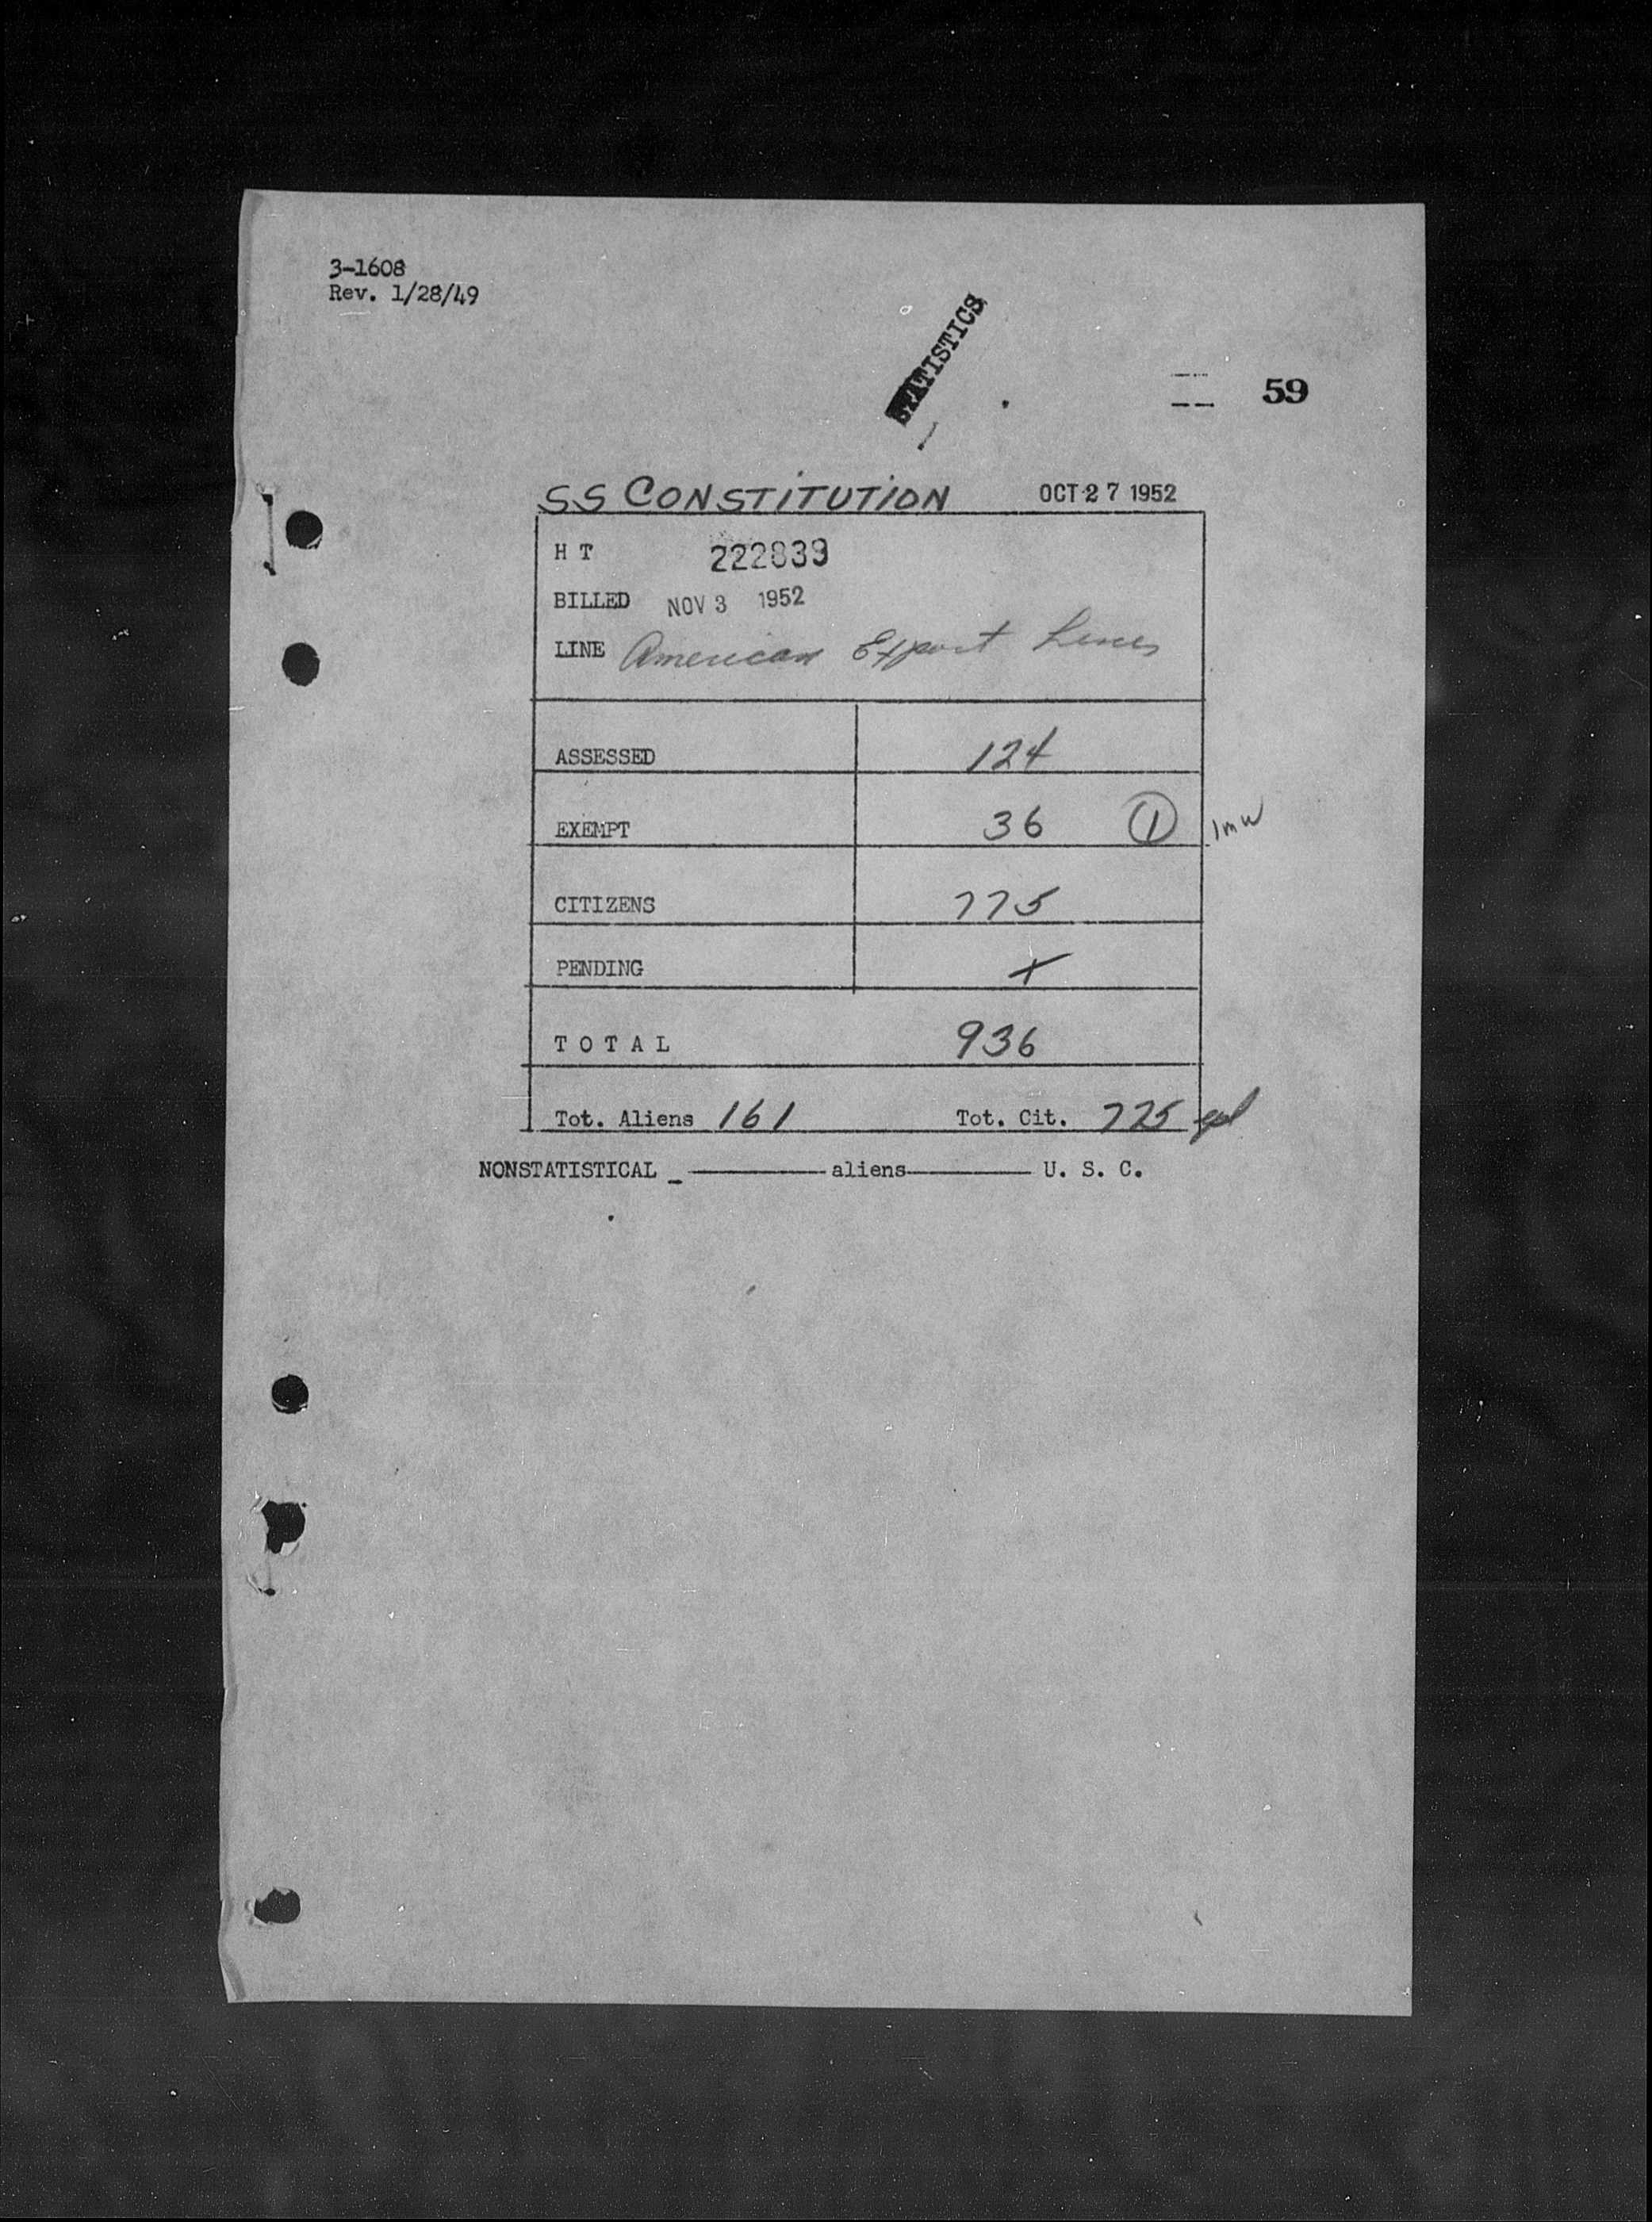 3-1608
Rev. 1/28/49
STATISTICS
59
SS CONSTITUTION OCT 27 1952
H T 222839
BILLED NOV 3 1952
LINE American Export Lines
ASSESSED 124
EXEMPT 36 1 1mw
CITIZENS 775
PENDING x
T O T A L 936
Tot. Aliens 161 Tot. Cit. 775
NONSTATISTICAL _ ———— aliens ———— U. S. C.